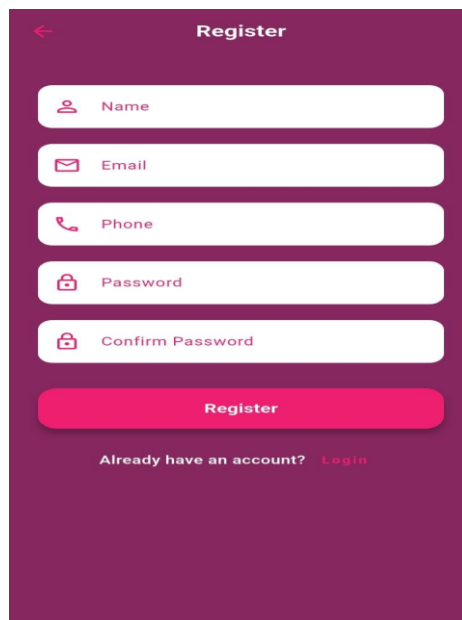 Register
Name
Email
Phone
Password
Confirm Password
Register
Already have an account? Login